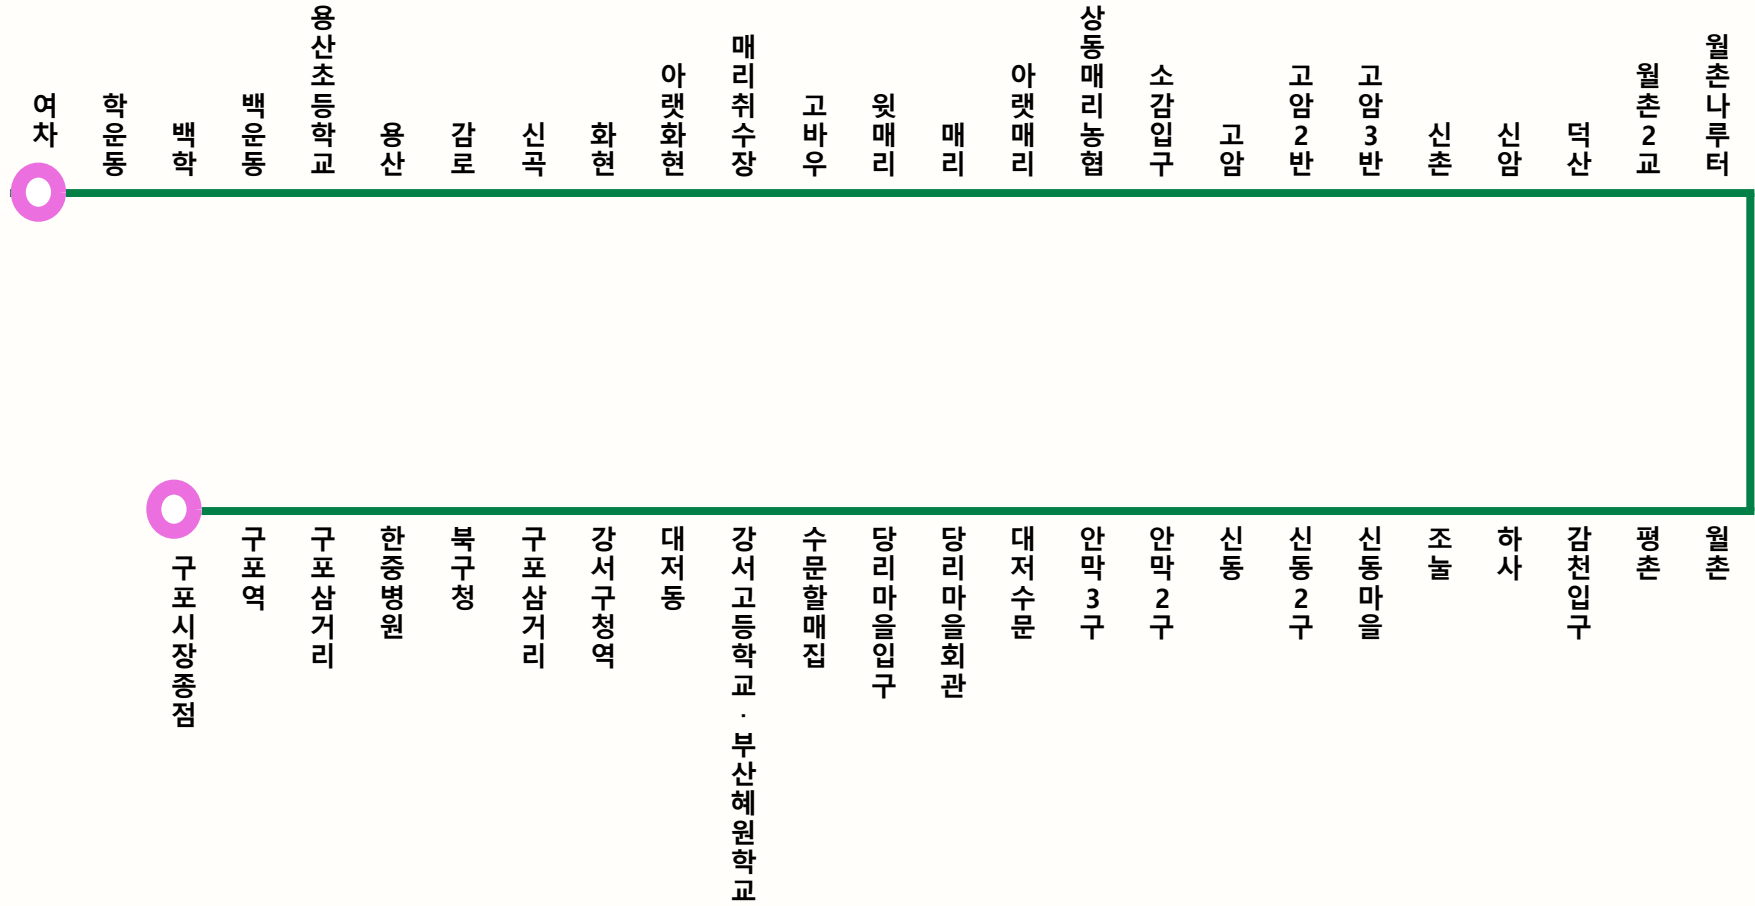 여차
학운동
백학
백운동
용산초등학교
용산
감로
신곡
화현
아랫화현
매리취수장
고바우
윗매리
매리
아랫매리
상동매리농협
소감입구
고암
고암2반
고암3반
신촌
신암
덕산
월촌2교
월촌나루터
구포시장종점
구포역
구포삼거리
한중병원
북구청
구포삼거리
강서구청역
대저동
강서고등학교·부산혜원학교
수문할매집
당리마을입구
당리마을회관
대저수문
안막3구
안막2구
신동
신동2구
신동마을
조눌
하사
감천입구
평촌
월촌